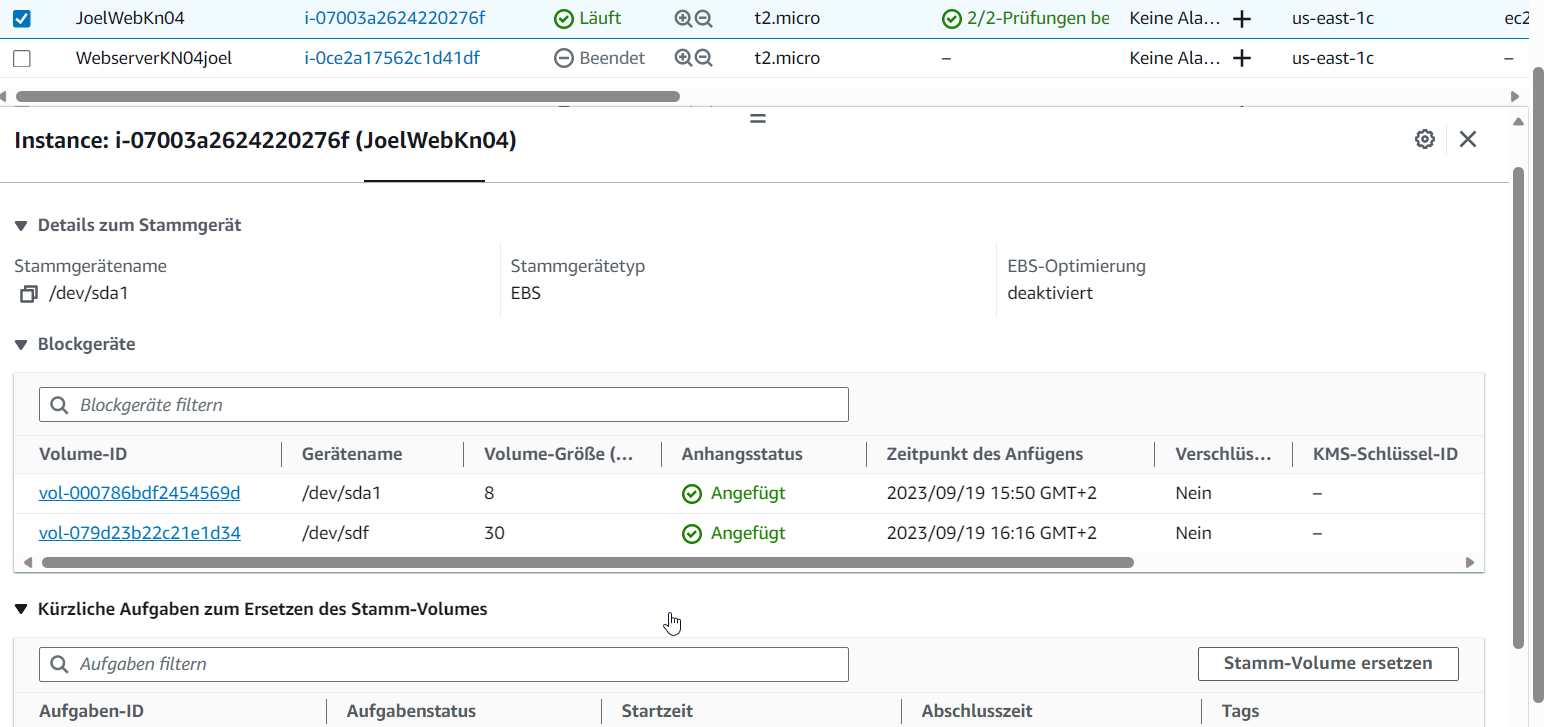 JoelWebKn04 i-07003a2624220276f Läuft t2.micro 2/2-Prüfungen be Keine Ala... us-east-1c ec2
WebserverKN04joel i-0ce2a17562c1d41df Beendet t2.micro – Keine Ala... us-east-1c –
Instance: i-07003a2624220276f (JoelWebKn04)
Details zum Stammgerät
Stammgerätename Stammgerätetyp EBS-Optimierung
/dev/sda1 EBS deaktiviert
Blockgeräte
Blockgeräte filtern
Volume-ID Gerätename Volume-Größe (... Anhangsstatus Zeitpunkt des Anfügens Verschlüs... KMS-Schlüssel-ID
vol-000786bdf2454569d /dev/sda1 8 Angefügt 2023/09/19 15:50 GMT+2 Nein –
vol-079d23b22c21e1d34 /dev/sdf 30 Angefügt 2023/09/19 16:16 GMT+2 Nein –
Kürzliche Aufgaben zum Ersetzen des Stamm-Volumes
Aufgaben filtern Stamm-Volume ersetzen
Aufgaben-ID Aufgabenstatus Startzeit Abschlusszeit Tags